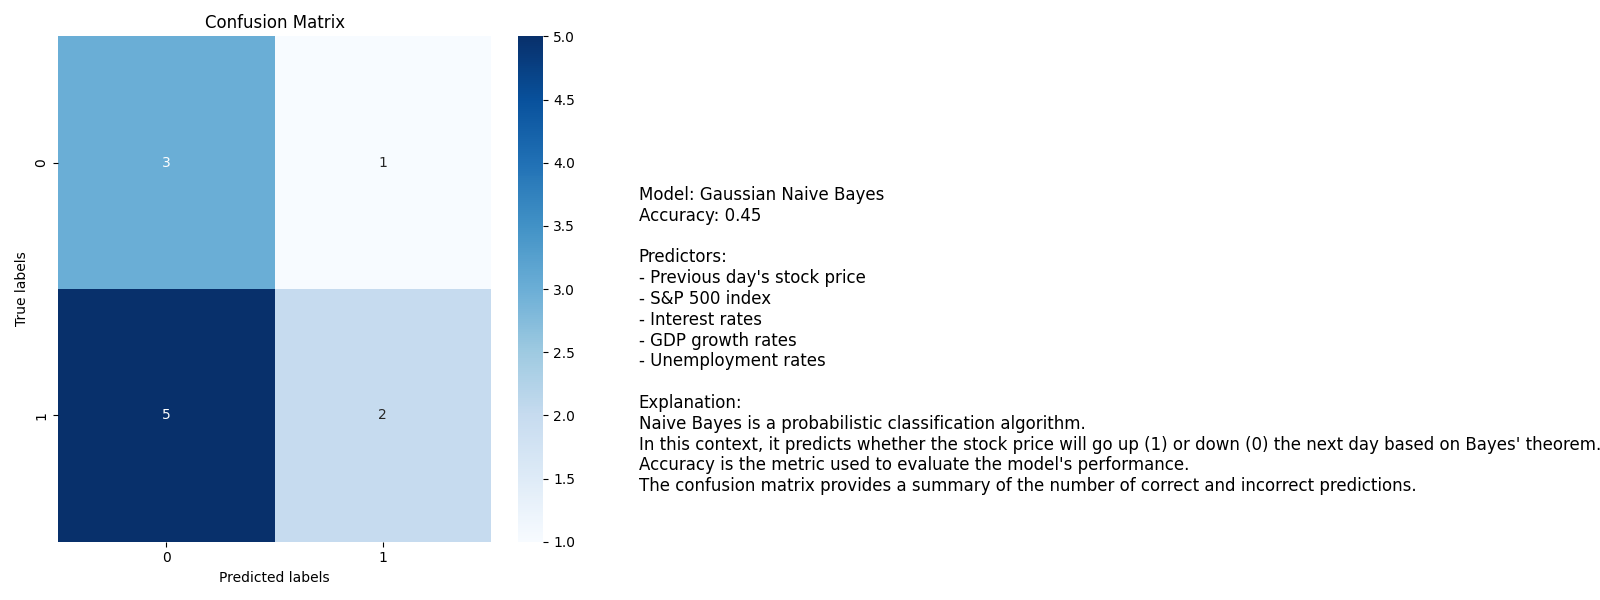 Confusion Matrix
5.0
4.5
4.0
3.5
3.0
2.5
2.0
1.5
1.0
True labels
0
1
3
1
5
2
0
1
Predicted labels
Model: Gaussian Naive Bayes
Accuracy: 0.45
Predictors:
- Previous day's stock price
- S&P 500 index
- Interest rates
- GDP growth rates
- Unemployment rates
Explanation:
Naive Bayes is a probabilistic classification algorithm.
In this context, it predicts whether the stock price will go up (1) or down (0) the next day based on Bayes' theorem.
Accuracy is the metric used to evaluate the model's performance.
The confusion matrix provides a summary of the number of correct and incorrect predictions.